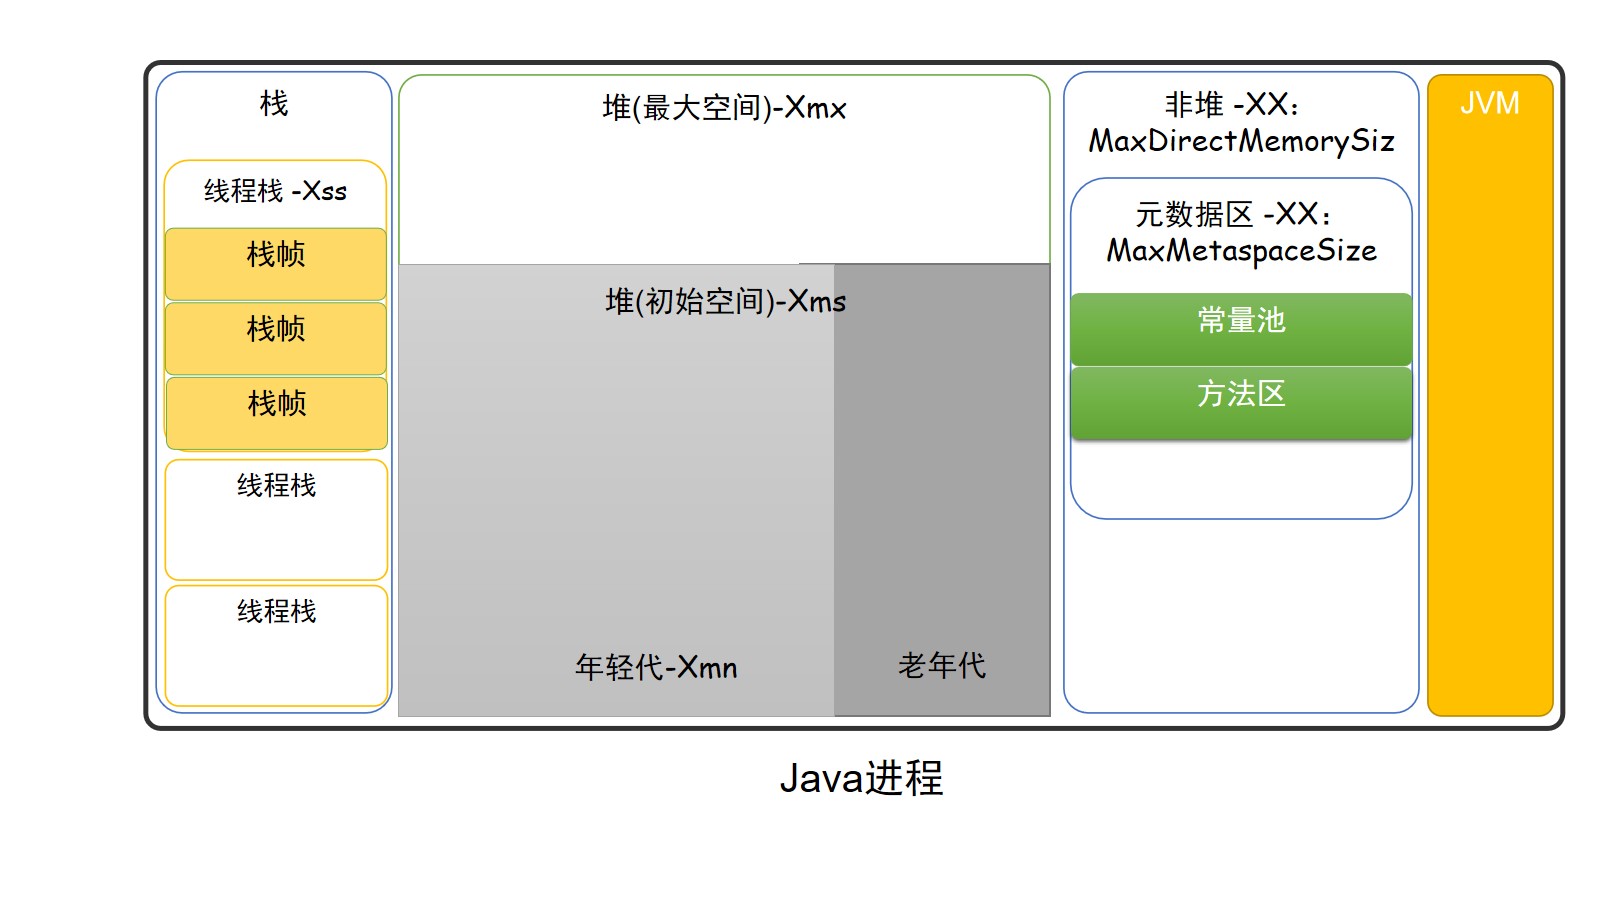 栈
线程栈 -Xss
栈帧
栈帧
栈帧
线程栈
线程栈
堆(最大空间)-Xmx
堆(初始空间)-Xms
年轻代-Xmn
老年代
非堆 -XX：
MaxDirectMemorySiz
元数据区 -XX：
MaxMetaspaceSize
常量池
方法区
JVM
Java进程